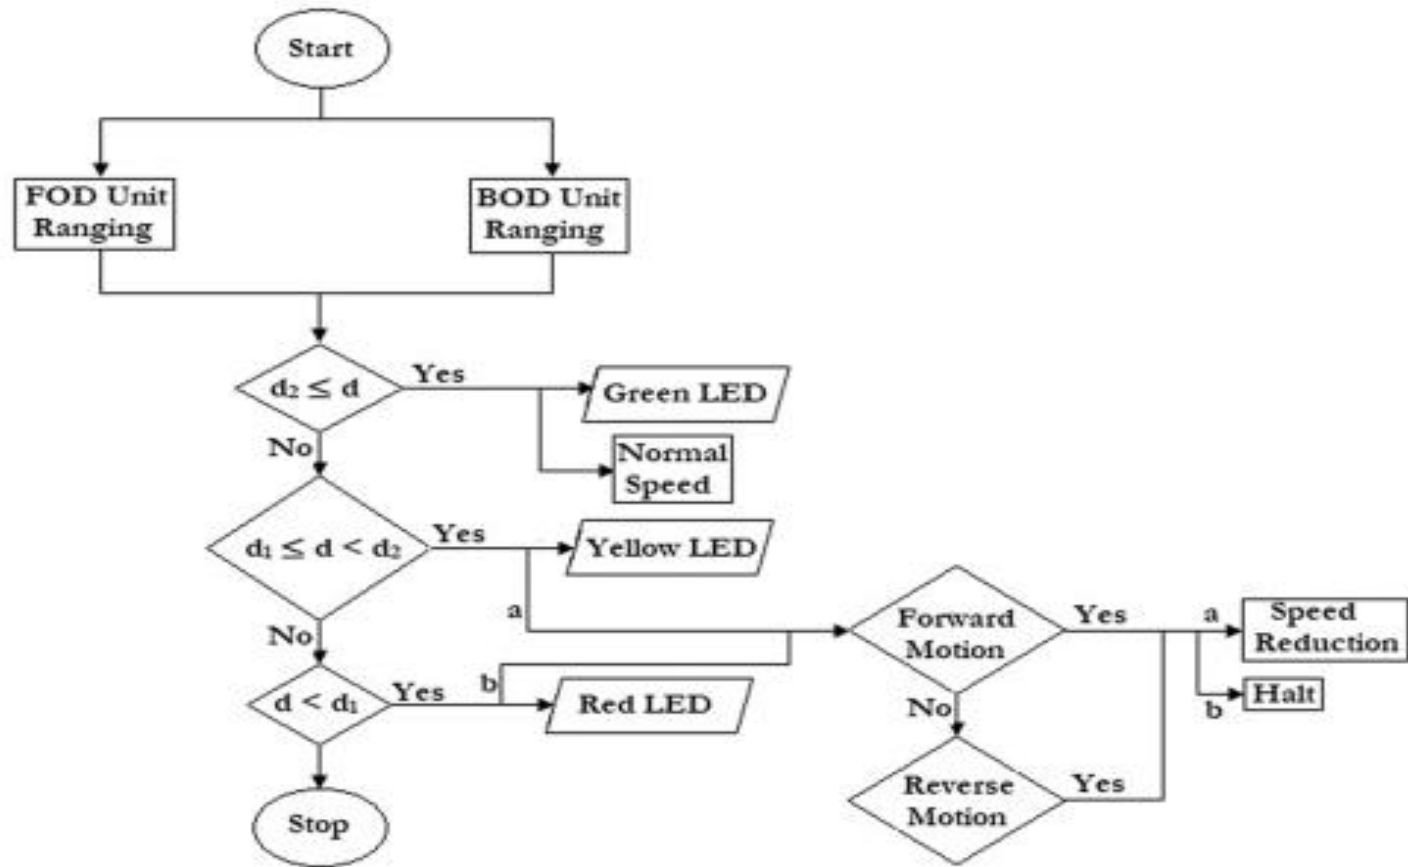 Start
FOD Unit
Ranging
BOD Unit
Ranging
d₂ ≤ d
Yes
Green LED
No
Normal
Speed
d₁ ≤ d < d₂
Yes
Yellow LED
a
Forward
Motion
Yes
a
Speed
Reduction
No
d < d₁
Yes
b
Red LED
b
Halt
No
Reverse
Motion
Yes
Stop